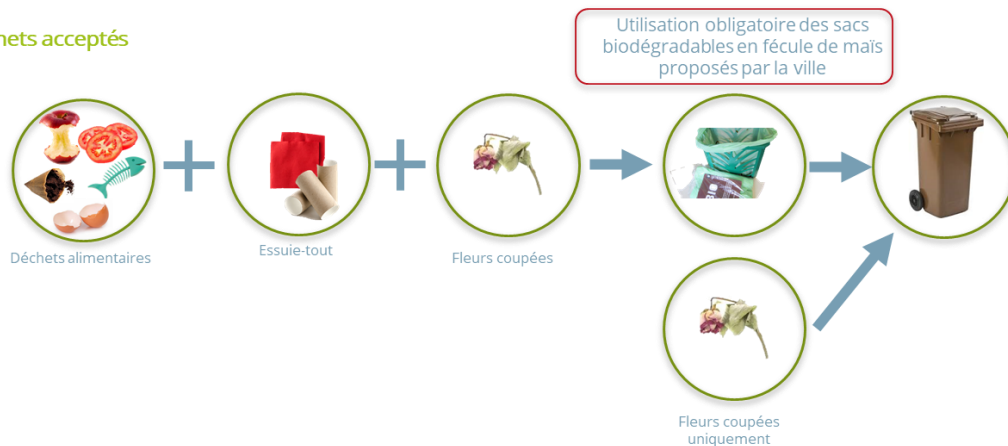 hets acceptés
Utilisation obligatoire des sacs
biodégradables en fécule de maïs
proposés par la ville
Déchets alimentaires
Essuie-tout
Fleurs coupées
Fleurs coupées
uniquement